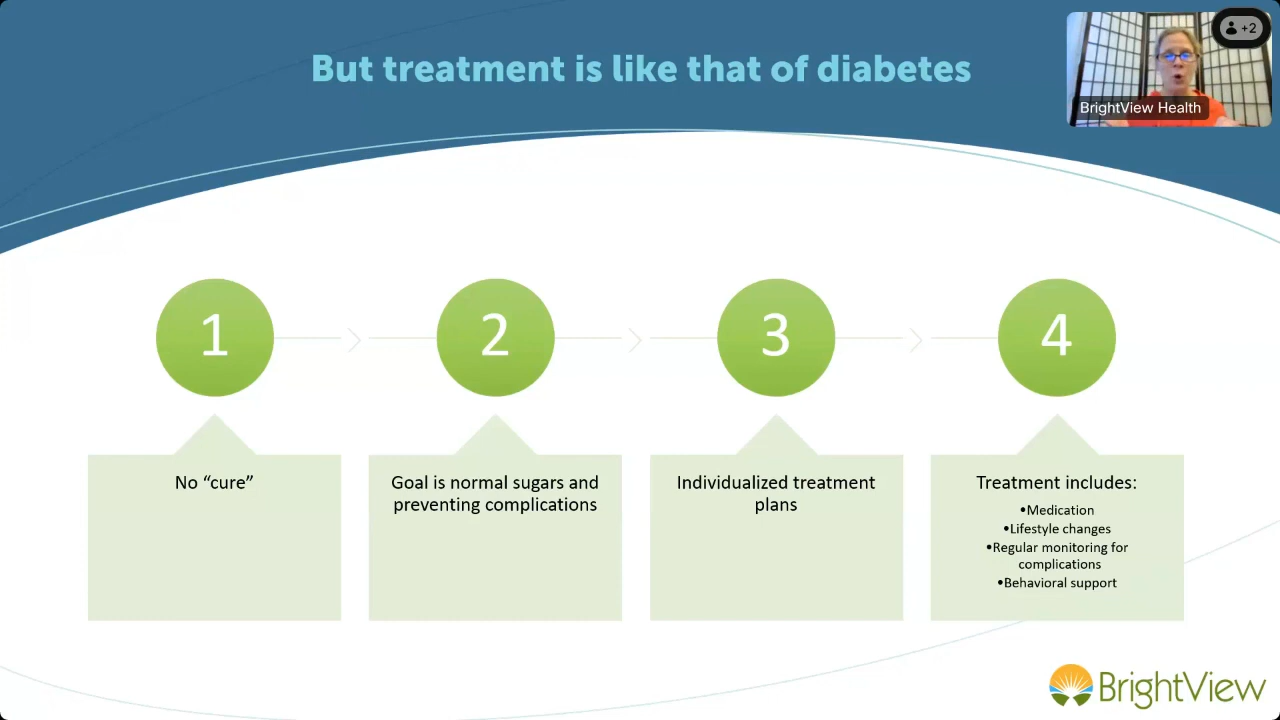 But treatment is like that of diabetes
+2
BrightView Health
1
2
3
4
No “cure”
Goal is normal sugars and
preventing complications
Individualized treatment
plans
Treatment includes:
•Medication
•Lifestyle changes
•Regular monitoring for
complications
•Behavioral support
BrightView